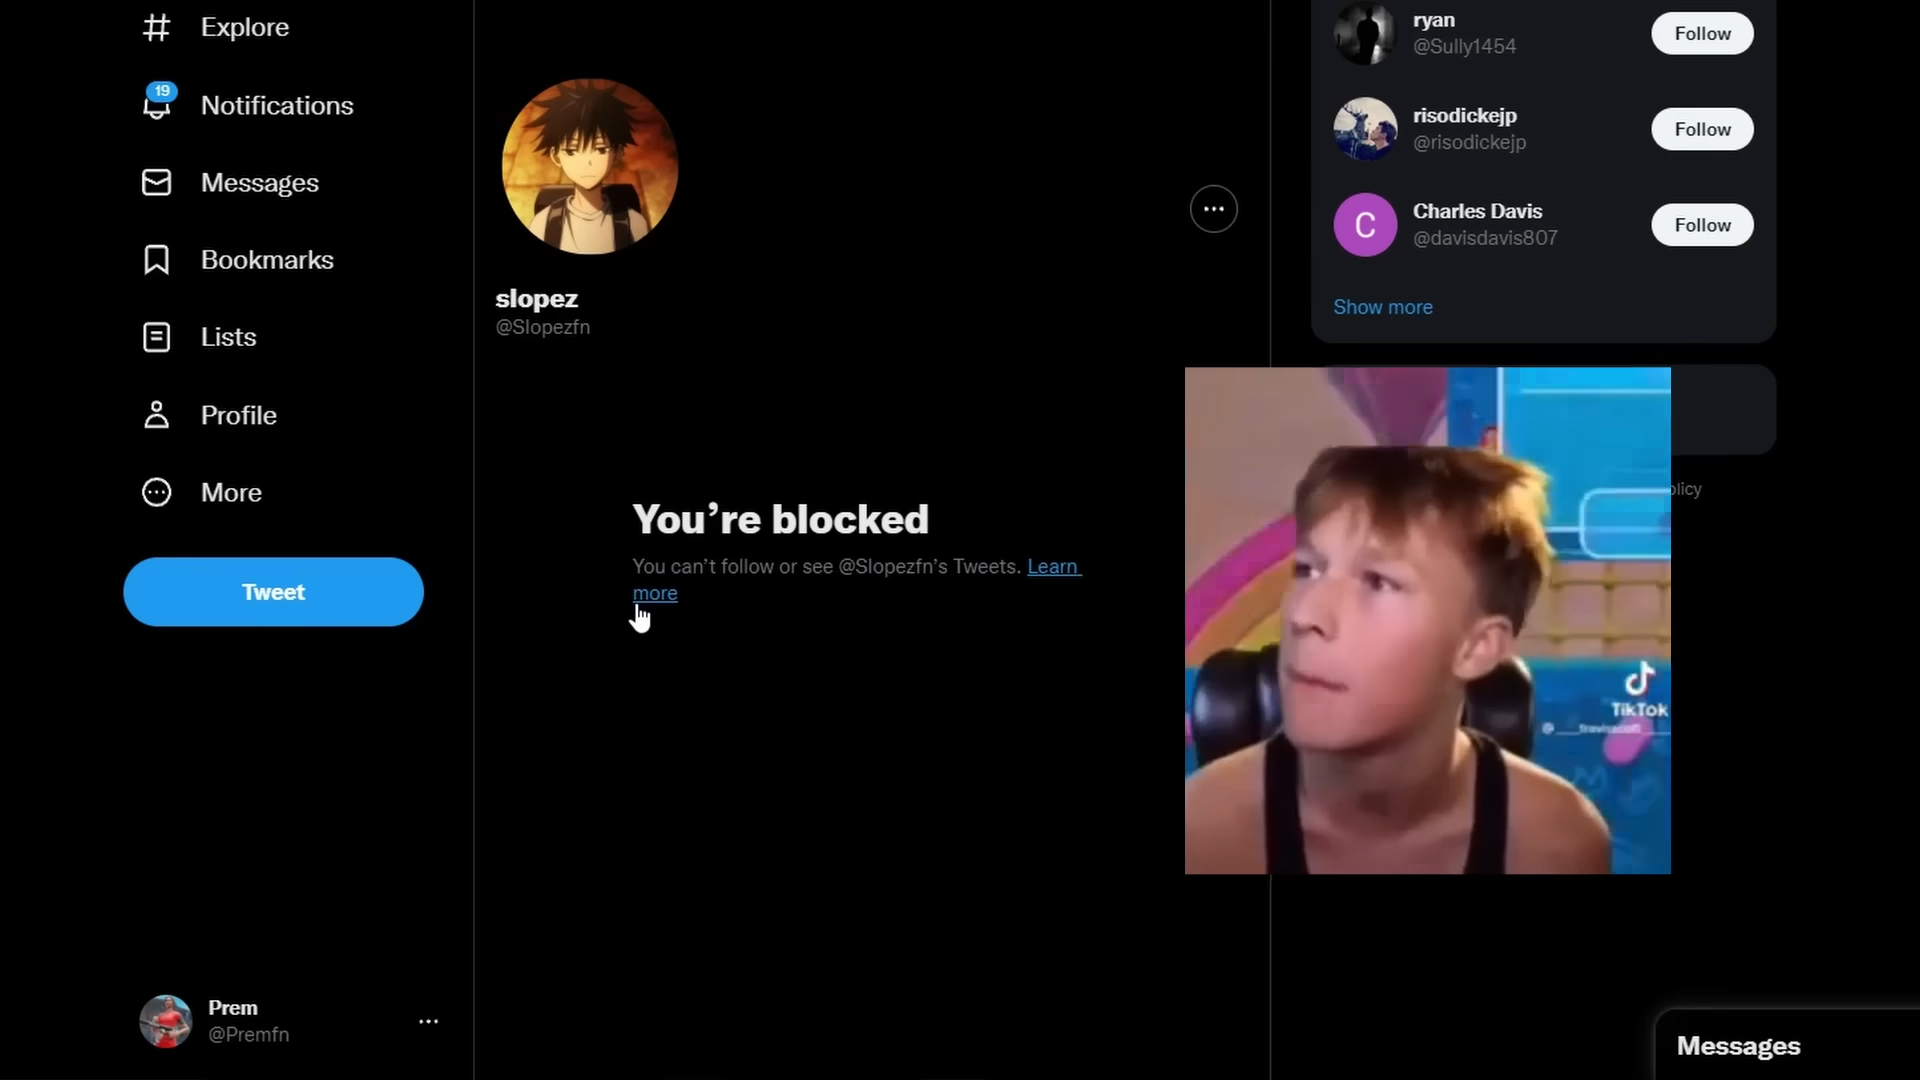 Explore
19
Notifications
Messages
Bookmarks
Lists
Profile
More
Tweet
Prem
@Premfn
slopez
@Slopezfn
You’re blocked
You can’t follow or see @Slopezfn’s Tweets. Learn
more
ryan
@Sully1454
Follow
risodickejp
@risodickejp
Follow
C
Charles Davis
@davisdavis807
Follow
Show more
olicy
TikTok
Messages